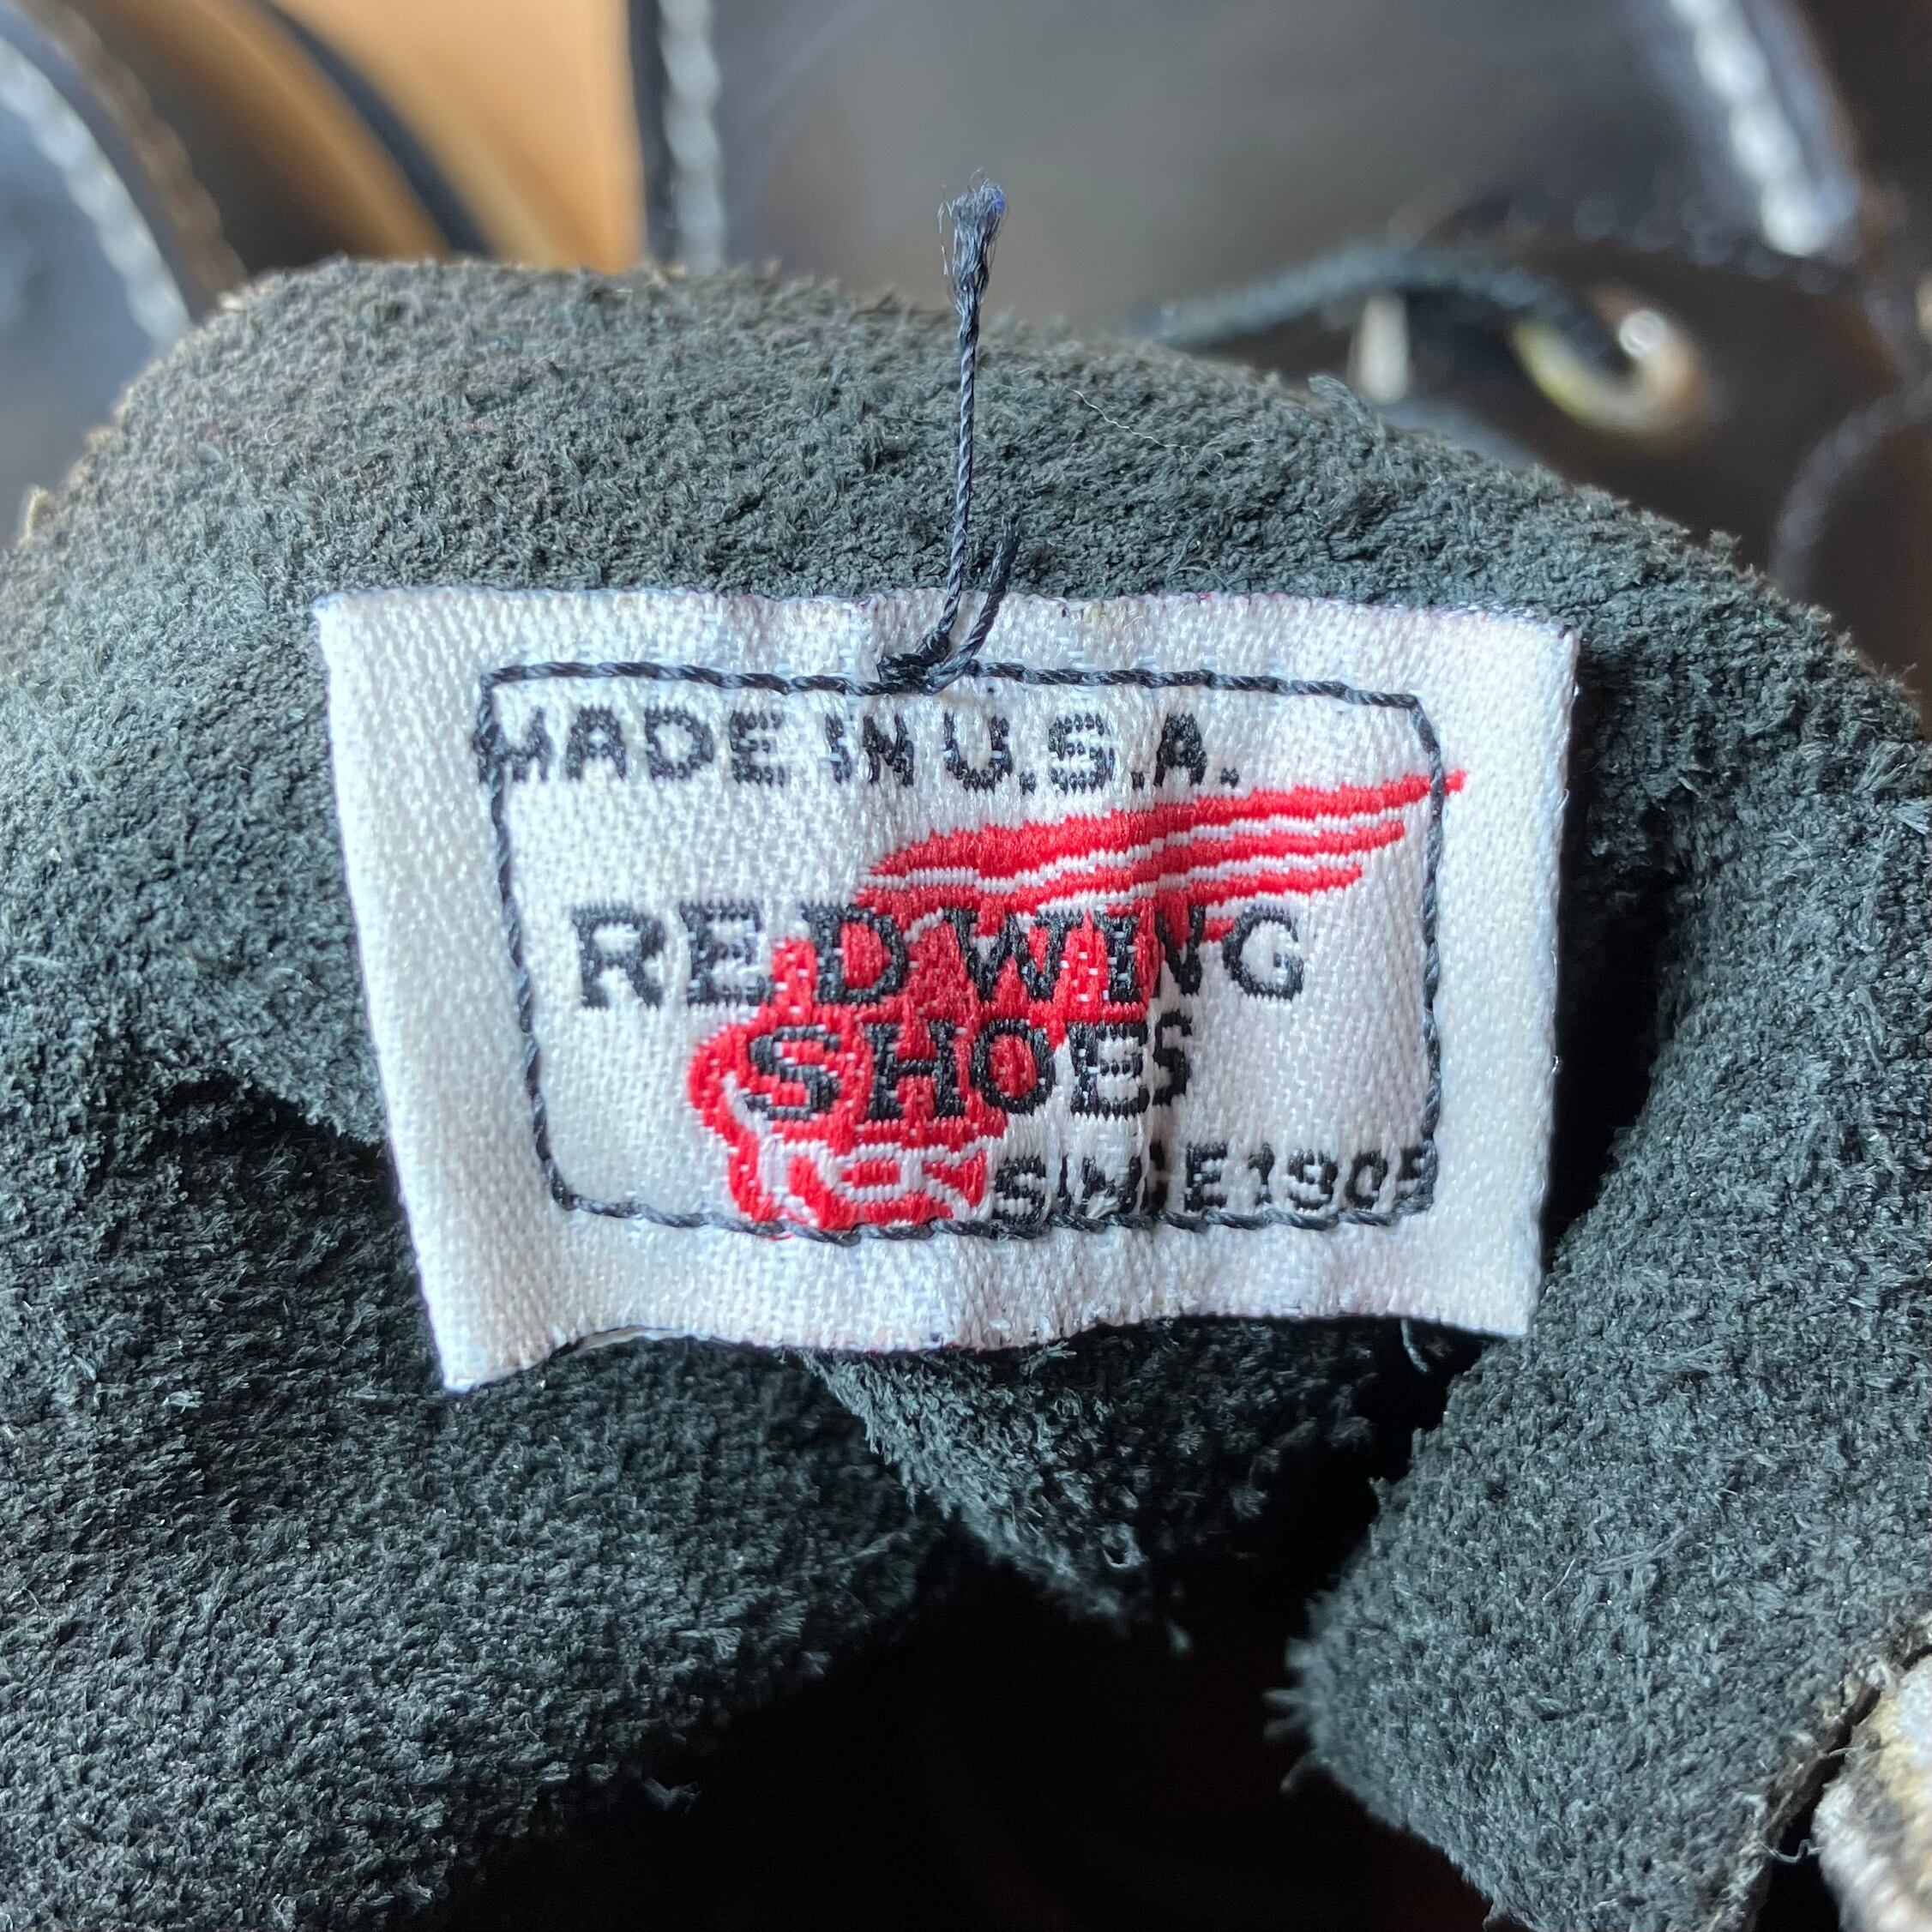 MADE IN U.S.A.
RED WING
SHOES
SINCE 1905